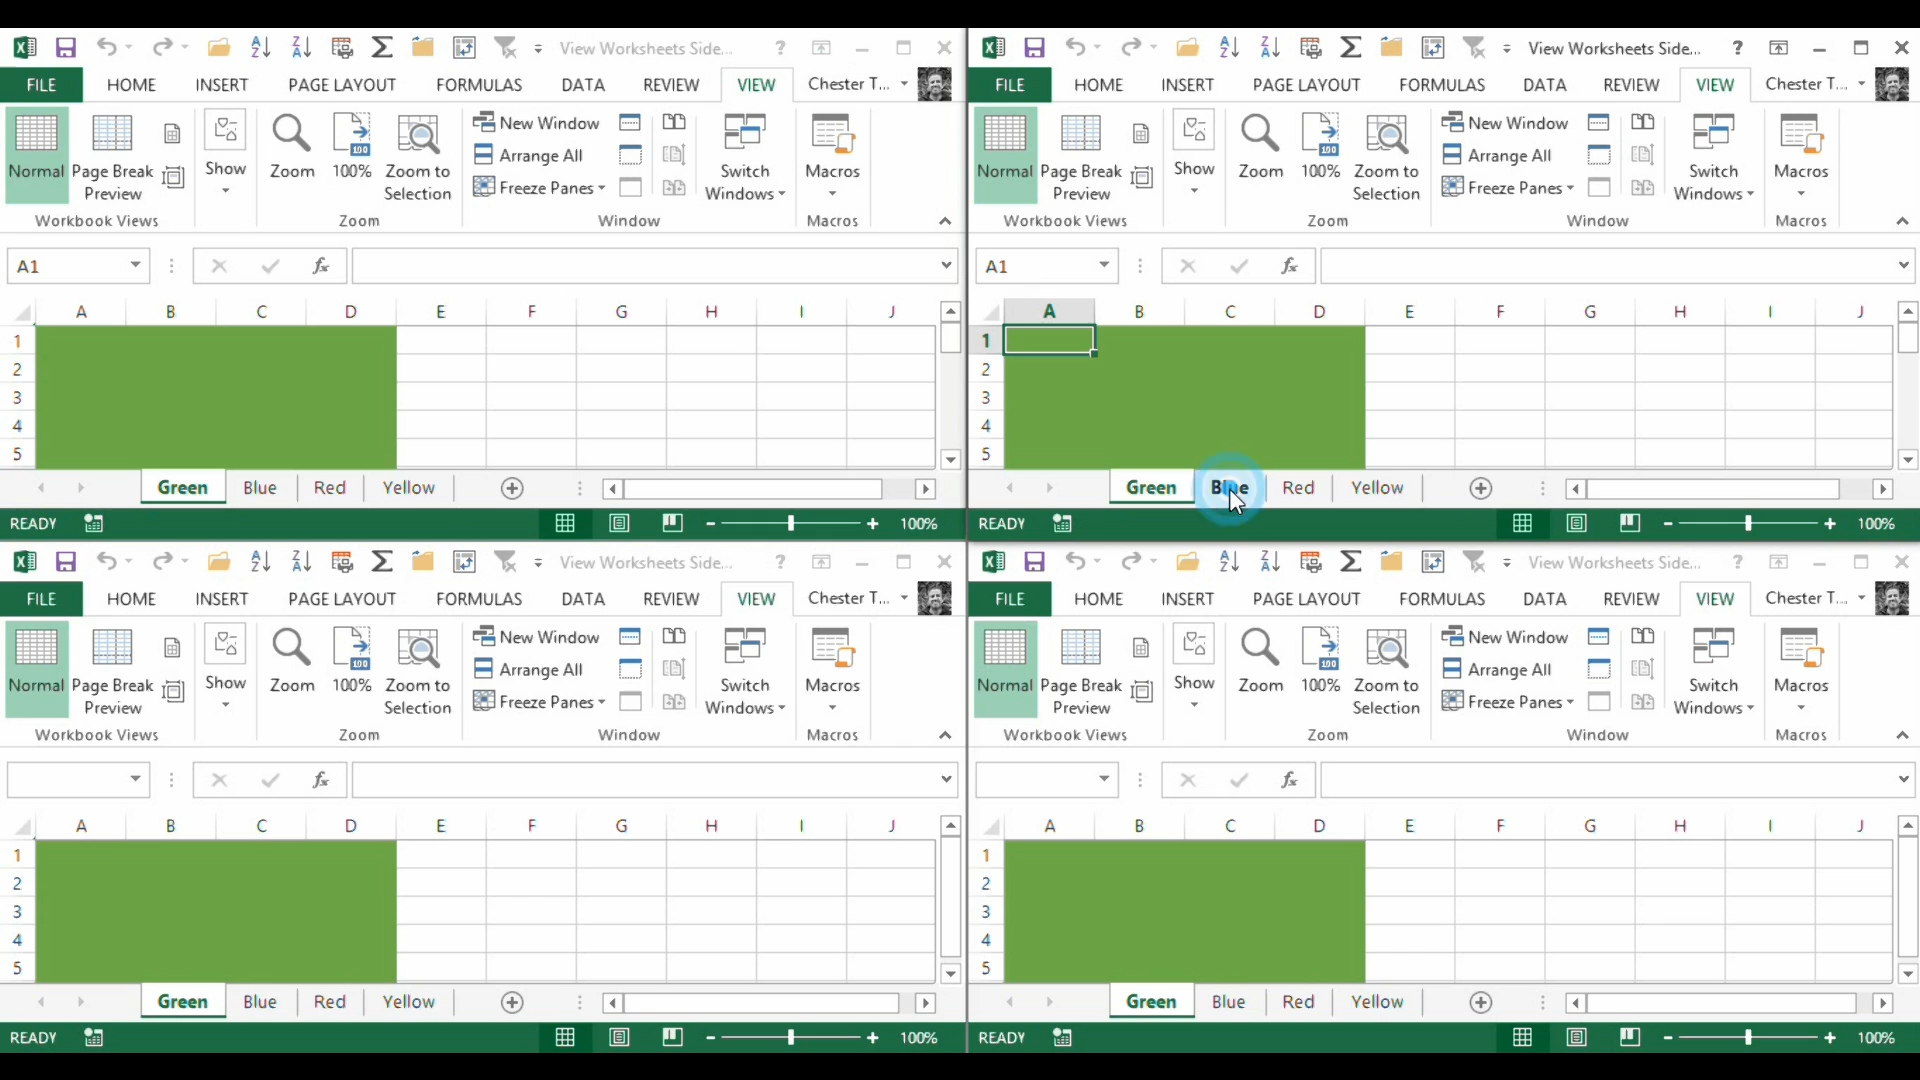 View Worksheets Side... ?
FILE HOME INSERT PAGE LAYOUT FORMULAS DATA REVIEW VIEW Chester T...
Normal Page Break Preview Show Zoom 100% Zoom to Selection New Window Arrange All Freeze Panes Switch Windows Macros
Workbook Views Zoom Window Macros
A1 fx
A B C D E F G H I J
1
2
3
4
5
Green Blue Red Yellow
READY 100%
View Worksheets Side... ?
FILE HOME INSERT PAGE LAYOUT FORMULAS DATA REVIEW VIEW Chester T...
Normal Page Break Preview Show Zoom 100% Zoom to Selection New Window Arrange All Freeze Panes Switch Windows Macros
Workbook Views Zoom Window Macros
A1 fx
A B C D E F G H I J
1
2
3
4
5
Green Blue Red Yellow
READY 100%
View Worksheets Side... ?
FILE HOME INSERT PAGE LAYOUT FORMULAS DATA REVIEW VIEW Chester T...
Normal Page Break Preview Show Zoom 100% Zoom to Selection New Window Arrange All Freeze Panes Switch Windows Macros
Workbook Views Zoom Window Macros
fx
A B C D E F G H I J
1
2
3
4
5
Green Blue Red Yellow
READY 100%
View Worksheets Side... ?
FILE HOME INSERT PAGE LAYOUT FORMULAS DATA REVIEW VIEW Chester T...
Normal Page Break Preview Show Zoom 100% Zoom to Selection New Window Arrange All Freeze Panes Switch Windows Macros
Workbook Views Zoom Window Macros
fx
A B C D E F G H I J
1
2
3
4
5
Green Blue Red Yellow
READY 100%